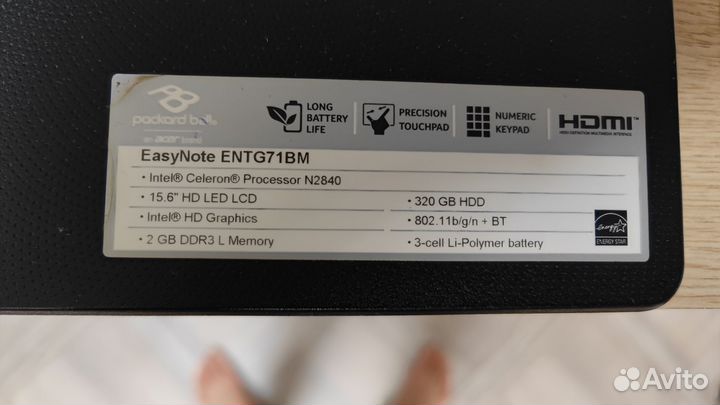 packard bell
an acer brand
LONG BATTERY LIFE
PRECISION TOUCHPAD
NUMERIC KEYPAD
HDMI
HIGH-DEFINITION MULTIMEDIA INTERFACE
EasyNote ENTG71BM
• Intel® Celeron® Processor N2840
• 15.6" HD LED LCD
• 320 GB HDD
• Intel® HD Graphics
• 802.11b/g/n + BT
• 2 GB DDR3 L Memory
• 3-cell Li-Polymer battery
energy
ENERGY STAR
Avito